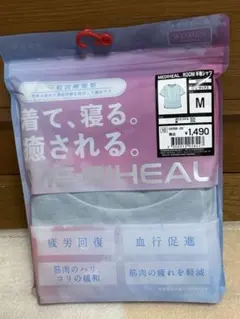 WOMEN
一般医療機器
着て、寝る。
癒される。
MEDIHEAL
MEDIHEAL ROOM 半袖シャツ
M
¥1,490
疲労回復
血行促進
筋肉のハリ、
コリの緩和
筋肉の疲れを軽減